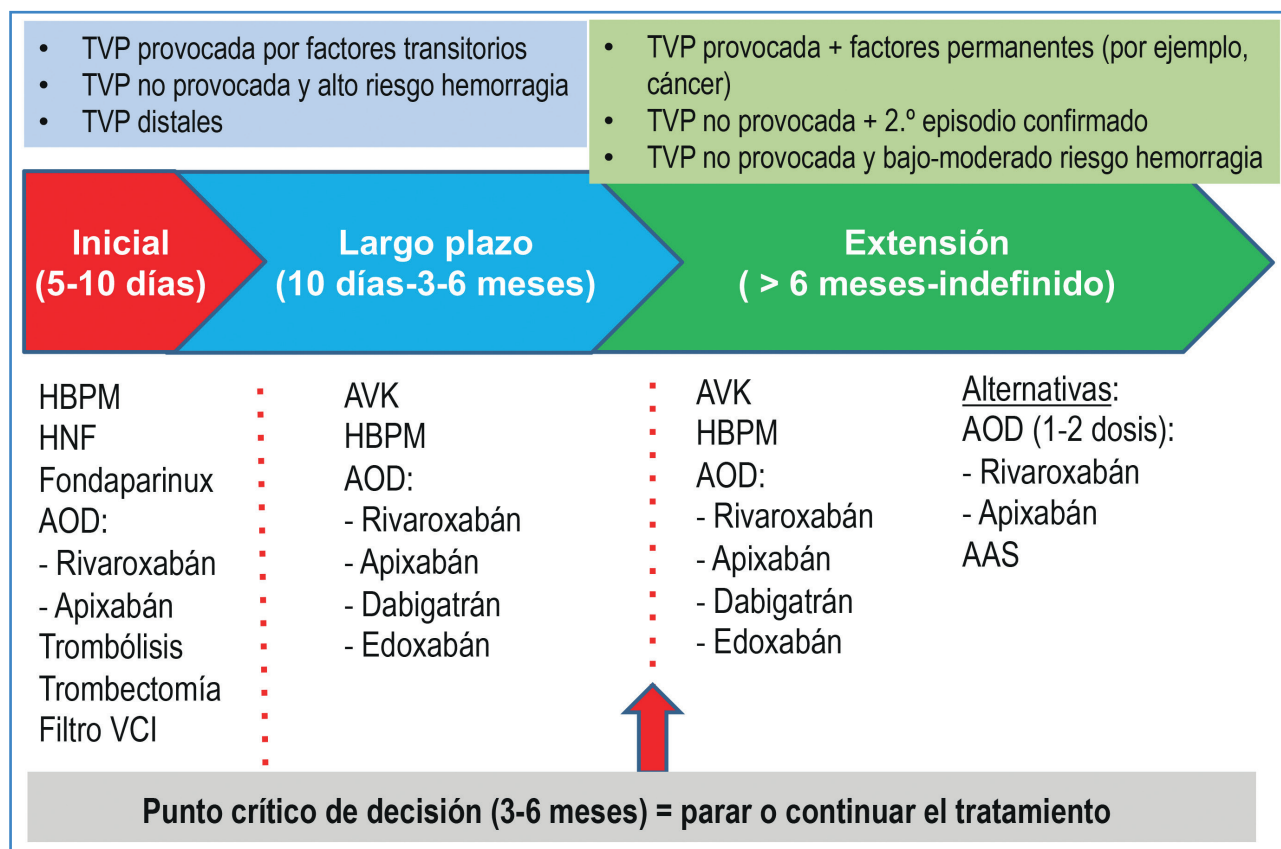 • TVP provocada por factores transitorios
• TVP no provocada y alto riesgo hemorragia
• TVP distales
• TVP provocada + factores permanentes (por ejemplo,
cáncer)
• TVP no provocada + 2.º episodio confirmado
• TVP no provocada y bajo-moderado riesgo hemorragia
Inicial
(5-10 días)
Largo plazo
(10 días-3-6 meses)
Extensión
( > 6 meses-indefinido)
HBPM
HNF
Fondaparinux
AOD:
- Rivaroxabán
- Apixabán
Trombólisis
Trombectomía
Filtro VCI
AVK
HBPM
AOD:
- Rivaroxabán
- Apixabán
- Dabigatrán
- Edoxabán
AVK
HBPM
AOD:
- Rivaroxabán
- Apixabán
- Dabigatrán
- Edoxabán
Alternativas:
AOD (1-2 dosis):
- Rivaroxabán
- Apixabán
AAS
Punto crítico de decisión (3-6 meses) = parar o continuar el tratamiento